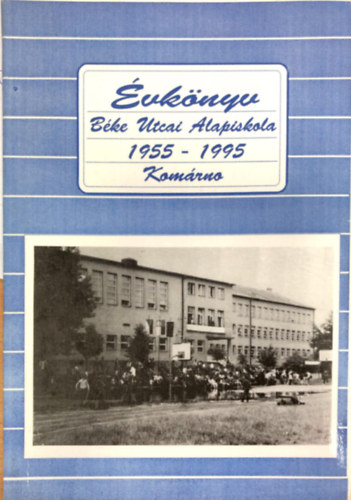 Évkönyv
Béke Utcai Alapiskola
1955 - 1995
Komárno